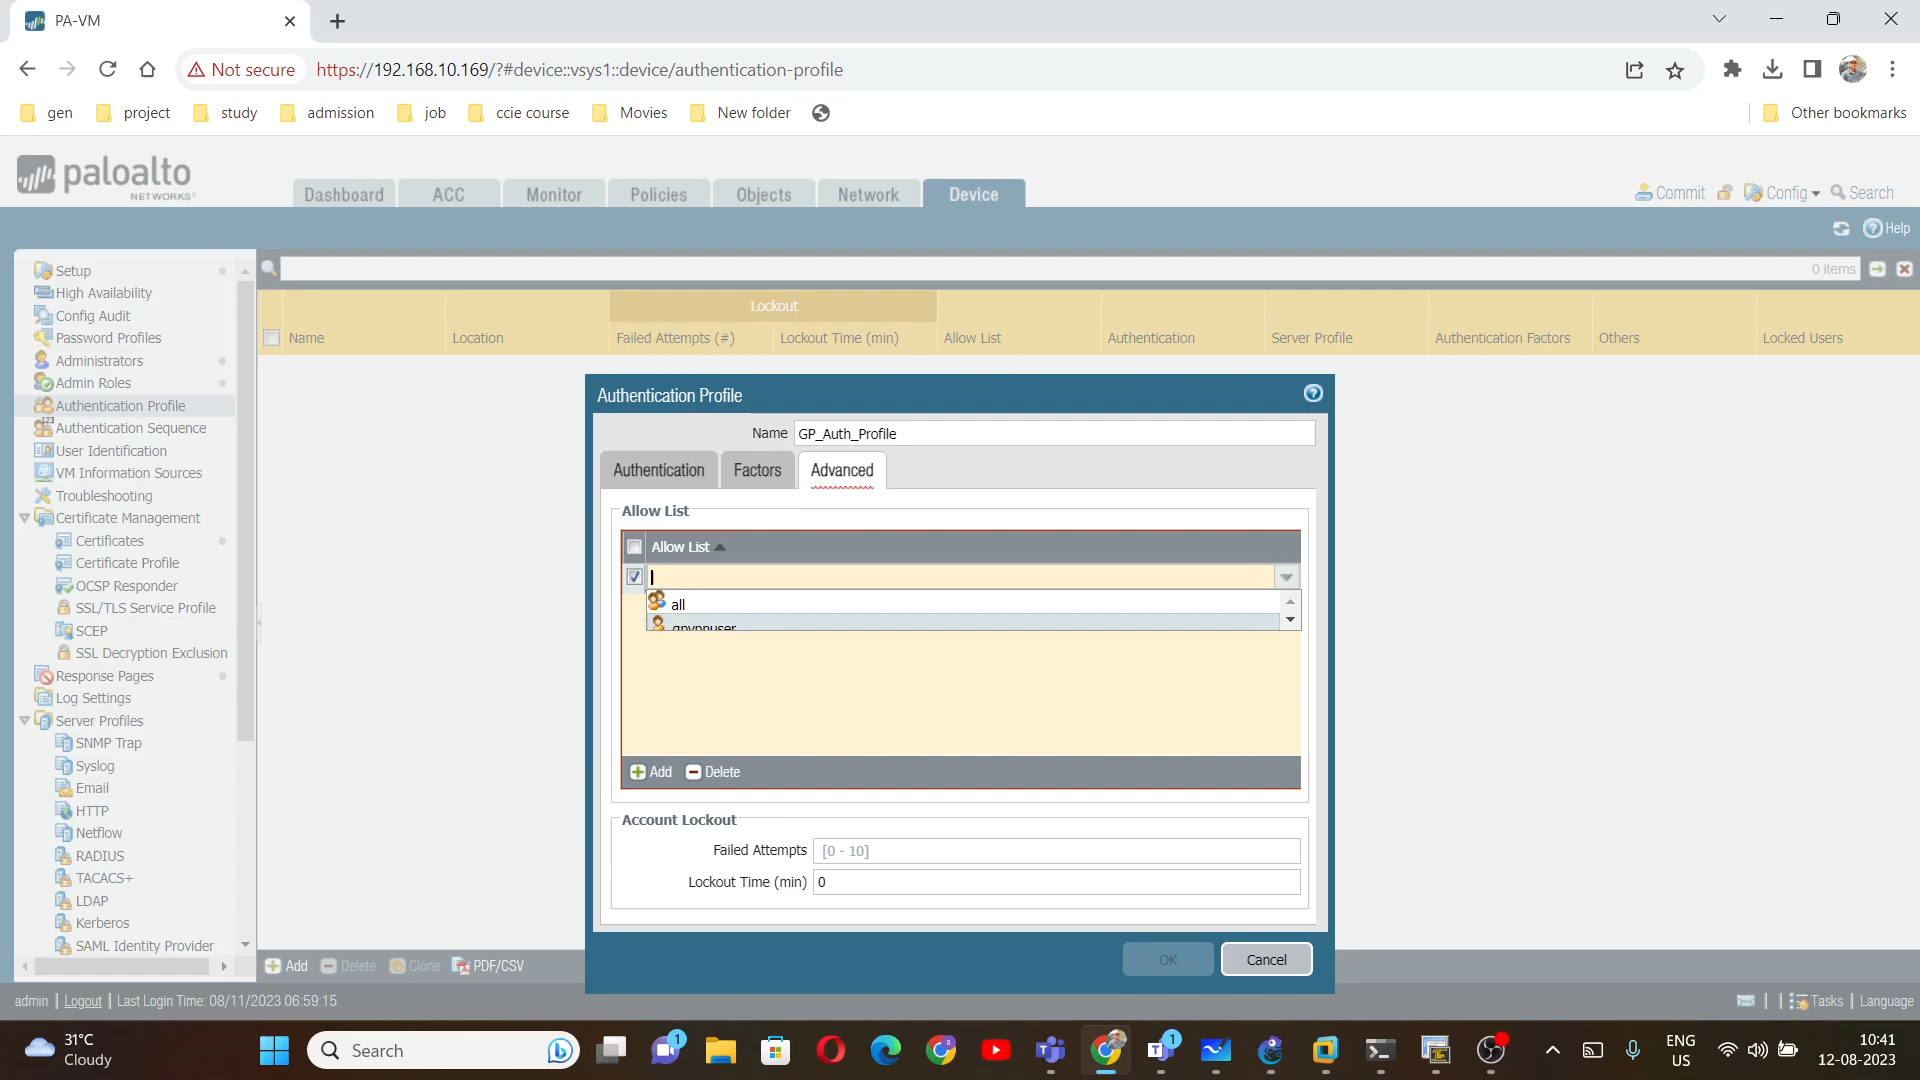 PA-VM
Not secure https://192.168.10.169/?#device::vsys1::device/authentication-profile
gen project study admission job ccie course Movies New folder Other bookmarks
paloalto
NETWORKS
Dashboard ACC Monitor Policies Objects Network Device
Commit Config Search
Help
Setup
High Availability
Config Audit
Password Profiles
Administrators
Admin Roles
Authentication Profile
Authentication Sequence
User Identification
VM Information Sources
Troubleshooting
Certificate Management
Certificates
Certificate Profile
OCSP Responder
SSL/TLS Service Profile
SCEP
SSL Decryption Exclusion
Response Pages
Log Settings
Server Profiles
SNMP Trap
Syslog
Email
HTTP
Netflow
RADIUS
TACACS+
LDAP
Kerberos
SAML Identity Provider
0 items
Lockout
Name Location Failed Attempts (#) Lockout Time (min) Allow List Authentication Server Profile Authentication Factors Others Locked Users
Authentication Profile
Name GP_Auth_Profile
Authentication Factors Advanced
Allow List
Allow List
all
gpvpnuser
Add Delete
Account Lockout
Failed Attempts [0 - 10]
Lockout Time (min) 0
OK Cancel
Add Delete Clone PDF/CSV
admin | Logout | Last Login Time: 08/11/2023 06:59:15
Tasks | Language
31°C
Cloudy
Search
1
1
ENG
US
10:41
12-08-2023